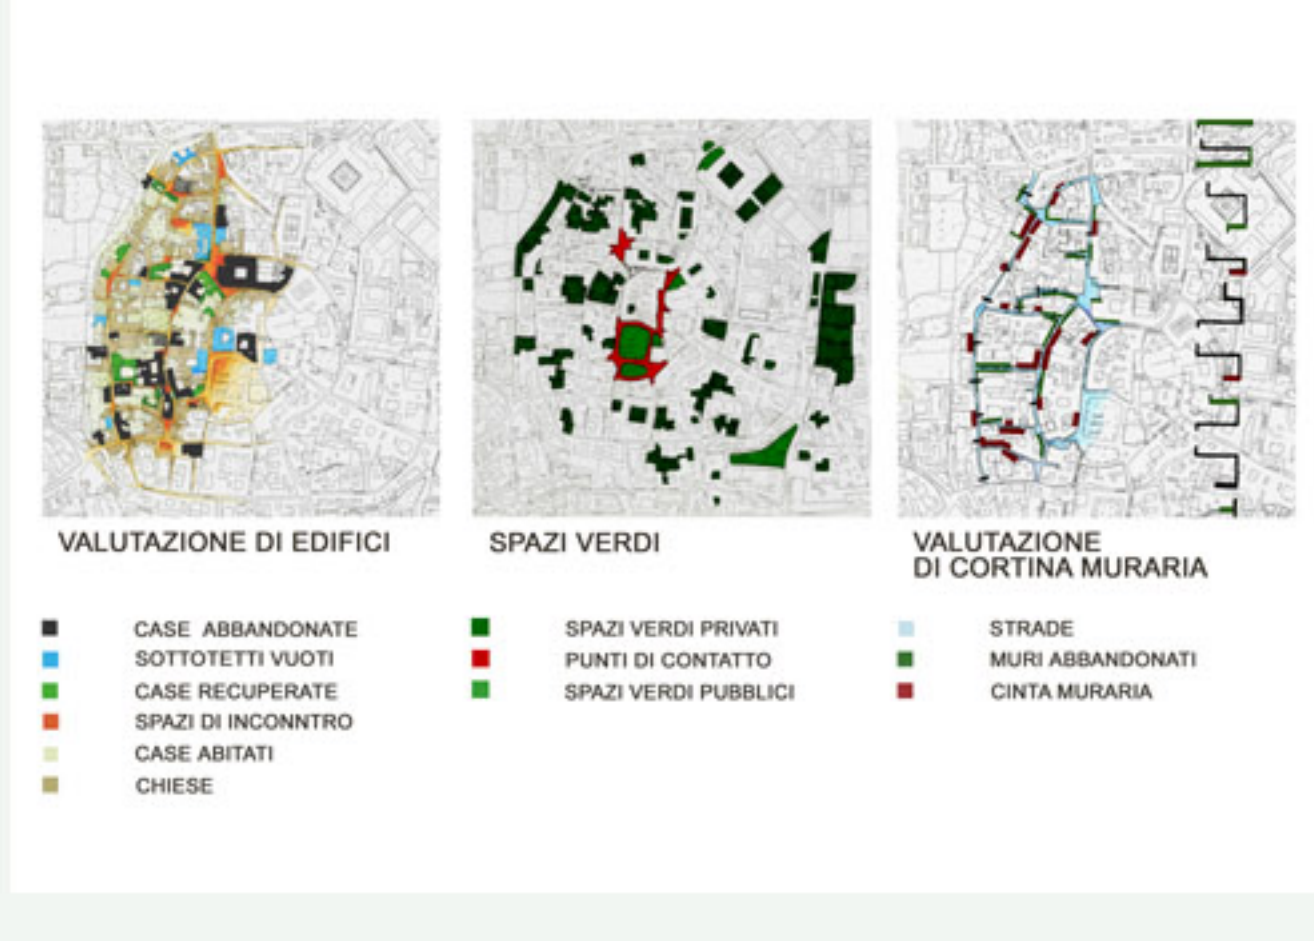 VALUTAZIONE DI EDIFICI
CASE ABBANDONATE
SOTTOTETTI VUOTI
CASE RECUPERATE
SPAZI DI INCONNTRO
CASE ABITATI
CHIESE
SPAZI VERDI
SPAZI VERDI PRIVATI
PUNTI DI CONTATTO
SPAZI VERDI PUBBLICI
VALUTAZIONE
DI CORTINA MURARIA
STRADE
MURI ABBANDONATI
CINTA MURARIA